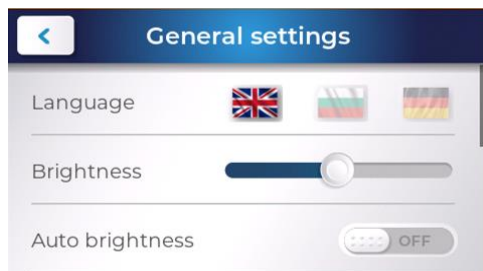 General settings
Language
Brightness
Auto brightness
OFF